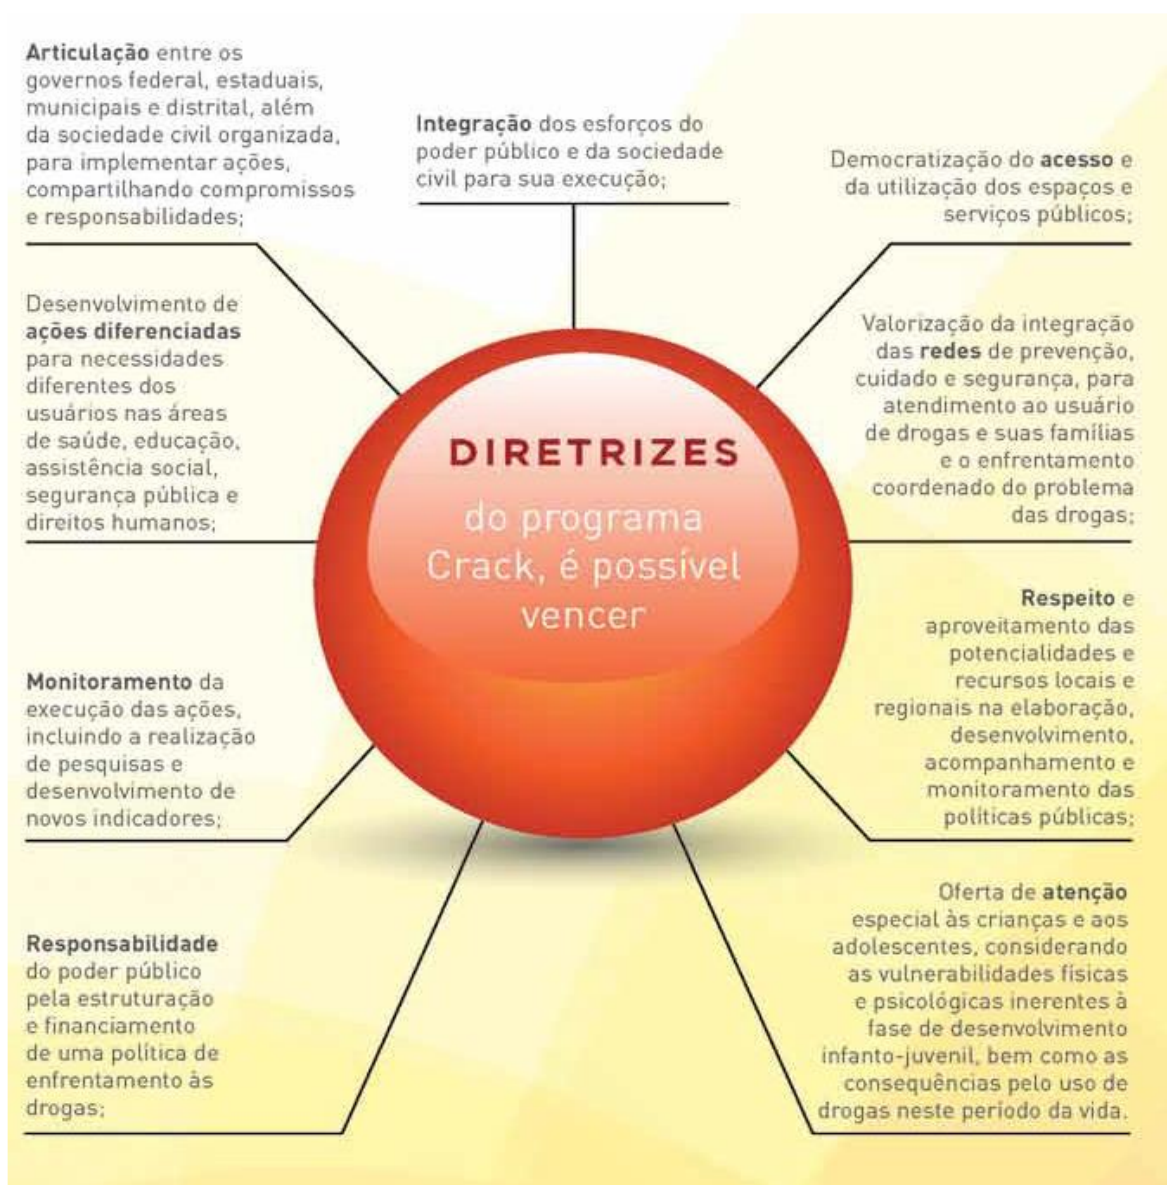 Articulação entre os
governos federal, estaduais,
municipais e distrital, além
da sociedade civil organizada,
para implementar ações,
compartilhando compromissos
e responsabilidades;
Integração dos esforços do
poder público e da sociedade
civil para sua execução;
Democratização do acesso e
da utilização dos espaços e
serviços públicos;
Desenvolvimento de
ações diferenciadas
para necessidades
diferentes dos
usuários nas áreas
de saúde, educação,
assistência social,
segurança pública e
direitos humanos;
Valorização da integração
das redes de prevenção,
cuidado e segurança, para
atendimento ao usuário
de drogas e suas famílias
e o enfrentamento
coordenado do problema
das drogas;
DIRETRIZES
do programa
Crack, é possível
vencer
Monitoramento da
execução das ações,
incluindo a realização
de pesquisas e
desenvolvimento de
novos indicadores;
Respeito e
aproveitamento das
potencialidades e
recursos locais e
regionais na elaboração,
desenvolvimento,
acompanhamento e
monitoramento das
políticas públicas;
Responsabilidade
do poder público
pela estruturação
e financiamento
de uma política de
enfrentamento às
drogas;
Oferta de atenção
especial às crianças e aos
adolescentes, considerando
as vulnerabilidades físicas
e psicológicas inerentes à
fase de desenvolvimento
infanto-juvenil, bem como as
consequências pelo uso de
drogas neste período da vida.